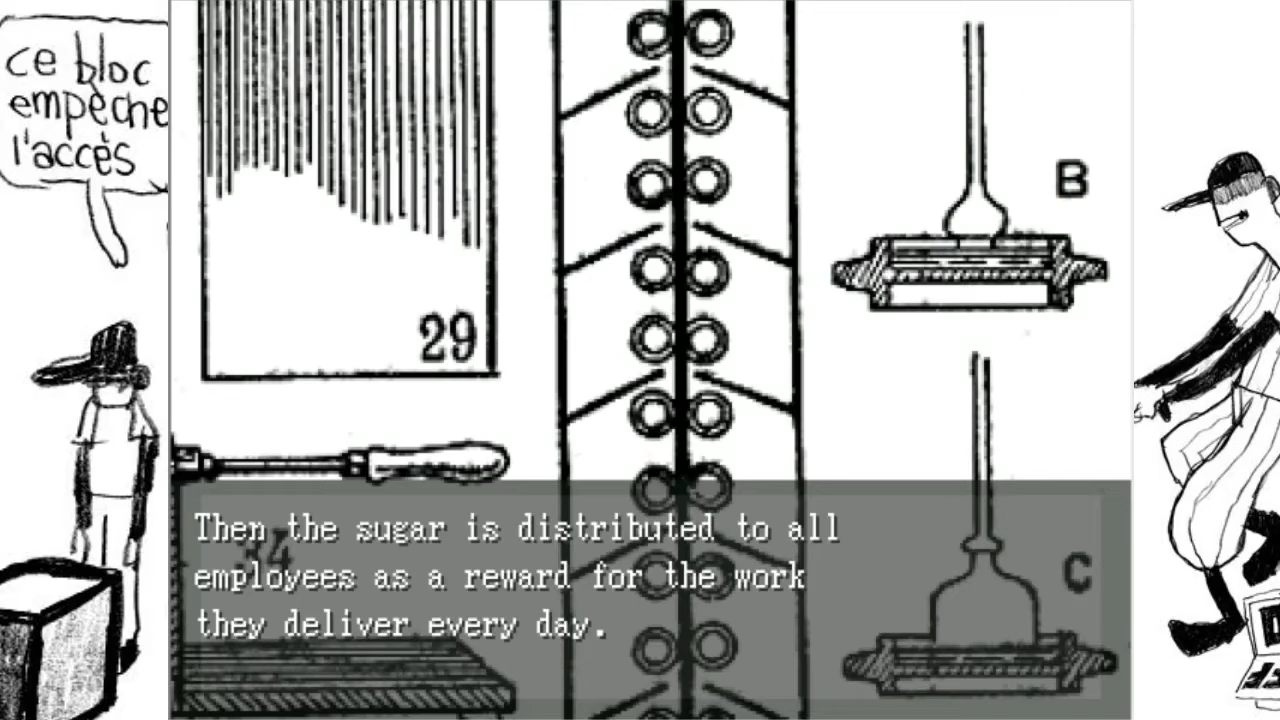 ce bloc
empêche
l'accès
29
B
34
C
Then the sugar is distributed to all
employees as a reward for the work
they deliver every day.